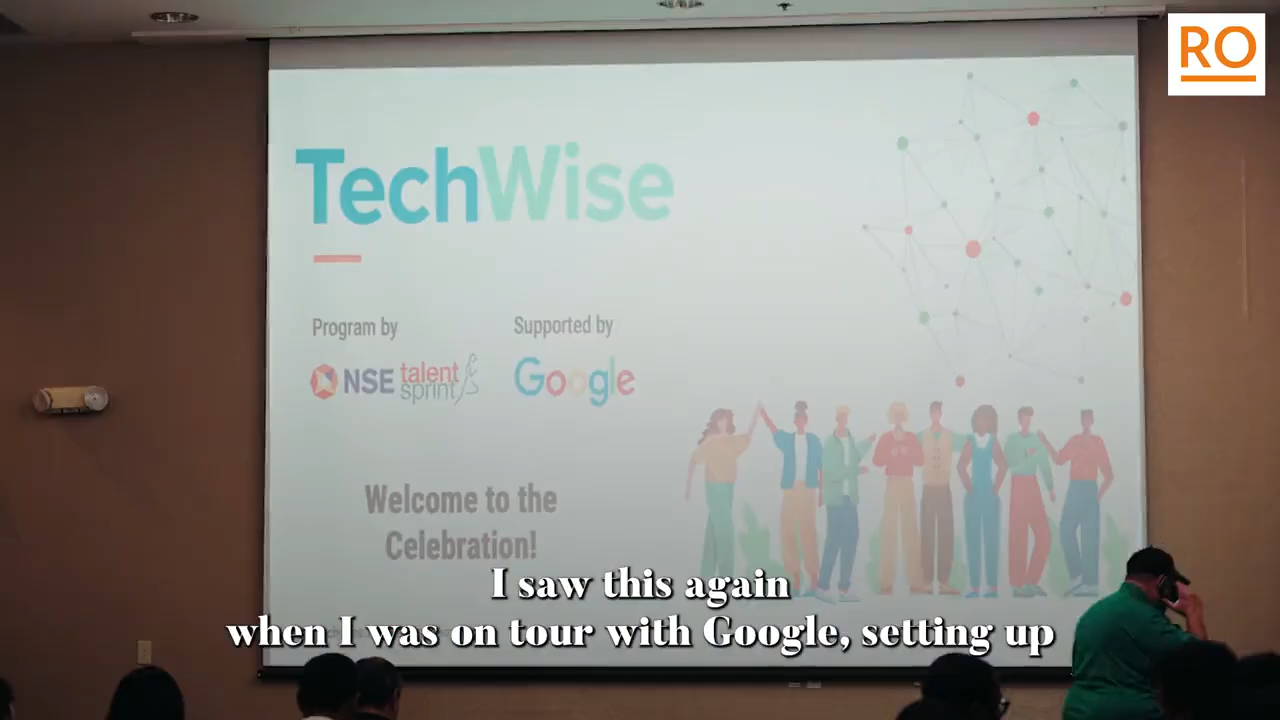 RO
TechWise
Program by
Supported by
NSE talent sprint
Google
Welcome to the
Celebration!
I saw this again
when I was on tour with Google, setting up